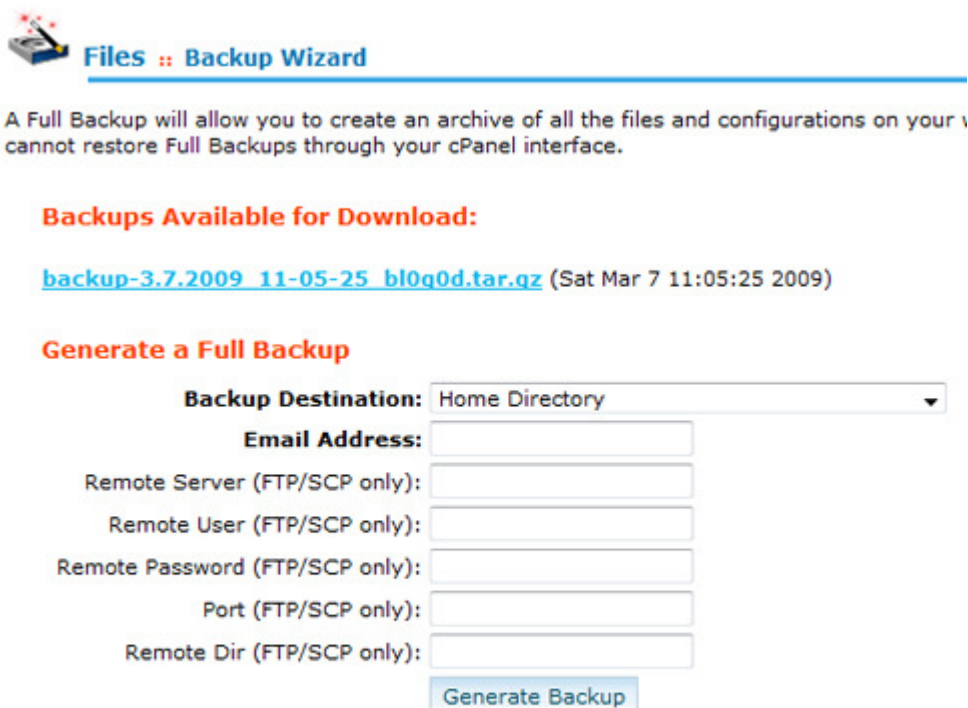 Files :: Backup Wizard
A Full Backup will allow you to create an archive of all the files and configurations on your
cannot restore Full Backups through your cPanel interface.
Backups Available for Download:
backup-3.7.2009_11-05-25_bl0g0d.tar.gz (Sat Mar 7 11:05:25 2009)
Generate a Full Backup
Backup Destination: Home Directory
Email Address:
Remote Server (FTP/SCP only):
Remote User (FTP/SCP only):
Remote Password (FTP/SCP only):
Port (FTP/SCP only):
Remote Dir (FTP/SCP only):
Generate Backup